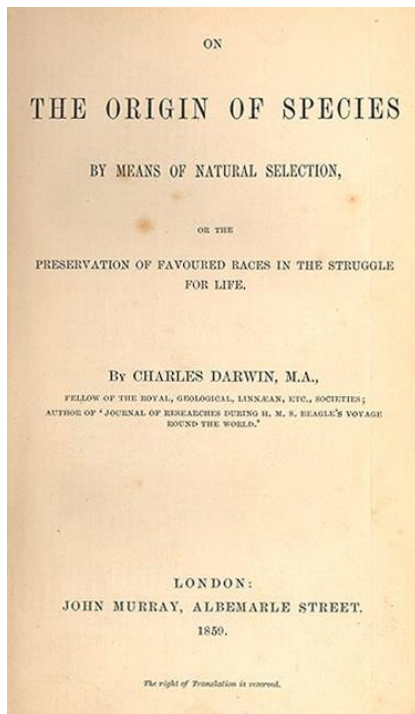 ON
THE ORIGIN OF SPECIES
BY MEANS OF NATURAL SELECTION,
OR THE
PRESERVATION OF FAVOURED RACES IN THE STRUGGLE
FOR LIFE.
BY CHARLES DARWIN, M.A.,
FELLOW OF THE ROYAL, GEOLOGICAL, LINNÆAN, ETC., SOCIETIES;
AUTHOR OF 'JOURNAL OF RESEARCHES DURING H. M. S. BEAGLE'S VOYAGE
ROUND THE WORLD.'
LONDON:
JOHN MURRAY, ALBEMARLE STREET.
1859.
The right of Translation is reserved.